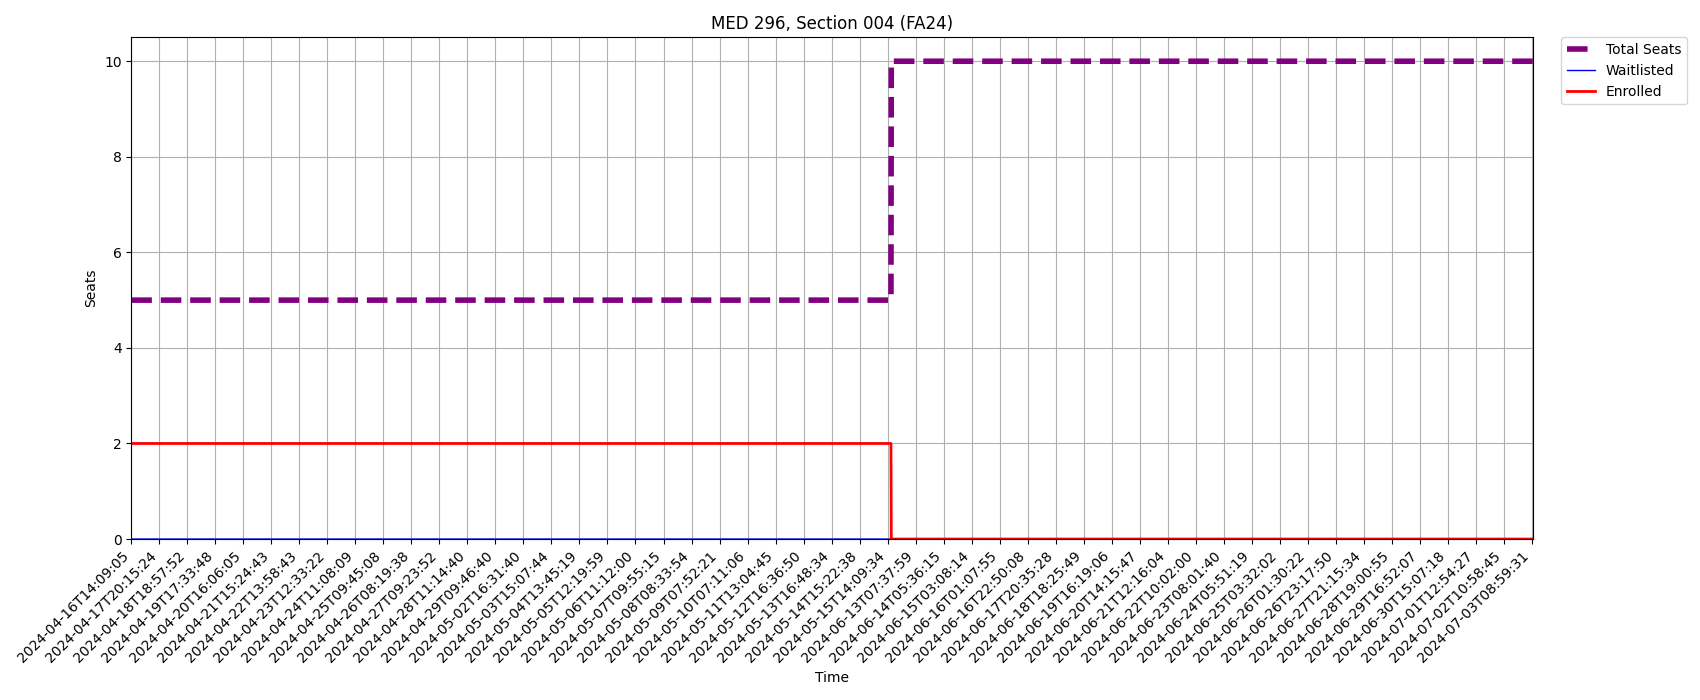 MED 296, Section 004 (FA24)
Total Seats
Waitlisted
Enrolled
10
8
6
4
2
0
Seats
2024-04-16T14:09:05
2024-04-17T20:15:24
2024-04-18T18:57:52
2024-04-19T17:33:48
2024-04-20T16:06:05
2024-04-21T15:24:43
2024-04-22T13:58:43
2024-04-23T12:33:22
2024-04-24T11:08:09
2024-04-25T09:45:08
2024-04-26T08:19:38
2024-04-27T09:23:52
2024-04-28T11:14:40
2024-04-29T09:46:40
2024-05-02T16:31:40
2024-05-03T15:07:44
2024-05-04T13:45:19
2024-05-05T12:19:59
2024-05-06T11:12:00
2024-05-07T09:55:15
2024-05-08T08:33:54
2024-05-09T07:52:21
2024-05-10T07:11:06
2024-05-11T13:04:45
2024-05-12T16:36:50
2024-05-13T16:48:34
2024-05-14T15:22:38
2024-05-15T14:09:34
2024-06-13T07:37:59
2024-06-14T05:36:15
2024-06-15T03:08:14
2024-06-16T01:07:55
2024-06-16T22:50:08
2024-06-17T20:35:28
2024-06-18T18:25:49
2024-06-19T16:19:06
2024-06-20T14:15:47
2024-06-21T12:16:04
2024-06-22T10:02:00
2024-06-23T08:01:40
2024-06-24T05:51:19
2024-06-25T03:32:02
2024-06-26T01:30:22
2024-06-26T23:17:50
2024-06-27T21:15:34
2024-06-28T19:00:55
2024-06-29T16:52:07
2024-06-30T15:07:18
2024-07-01T12:54:27
2024-07-02T10:58:45
2024-07-03T08:59:31
Time